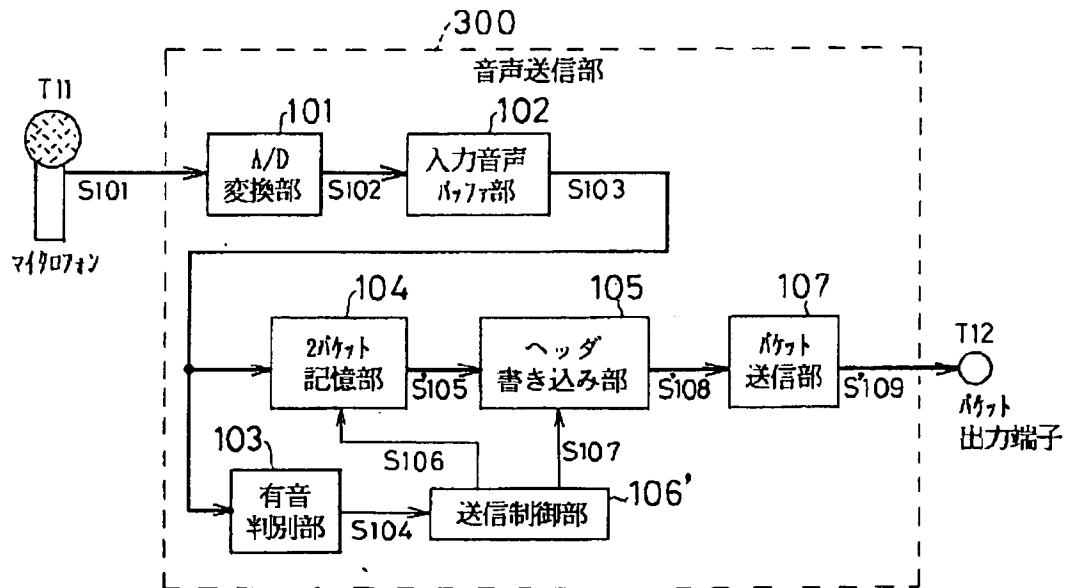 300
音声送信部
T11
101
A/D
変換部
102
入力音声
バッファ部
S101
S102
S103
マイクロフォン
104
2パケット
記憶部
105
ヘッダ
書き込み部
107
パケット
送信部
T12
S'105
S'108
S'109
パケット
出力端子
103
有音
判別部
S106
S107
S104
送信制御部
106'